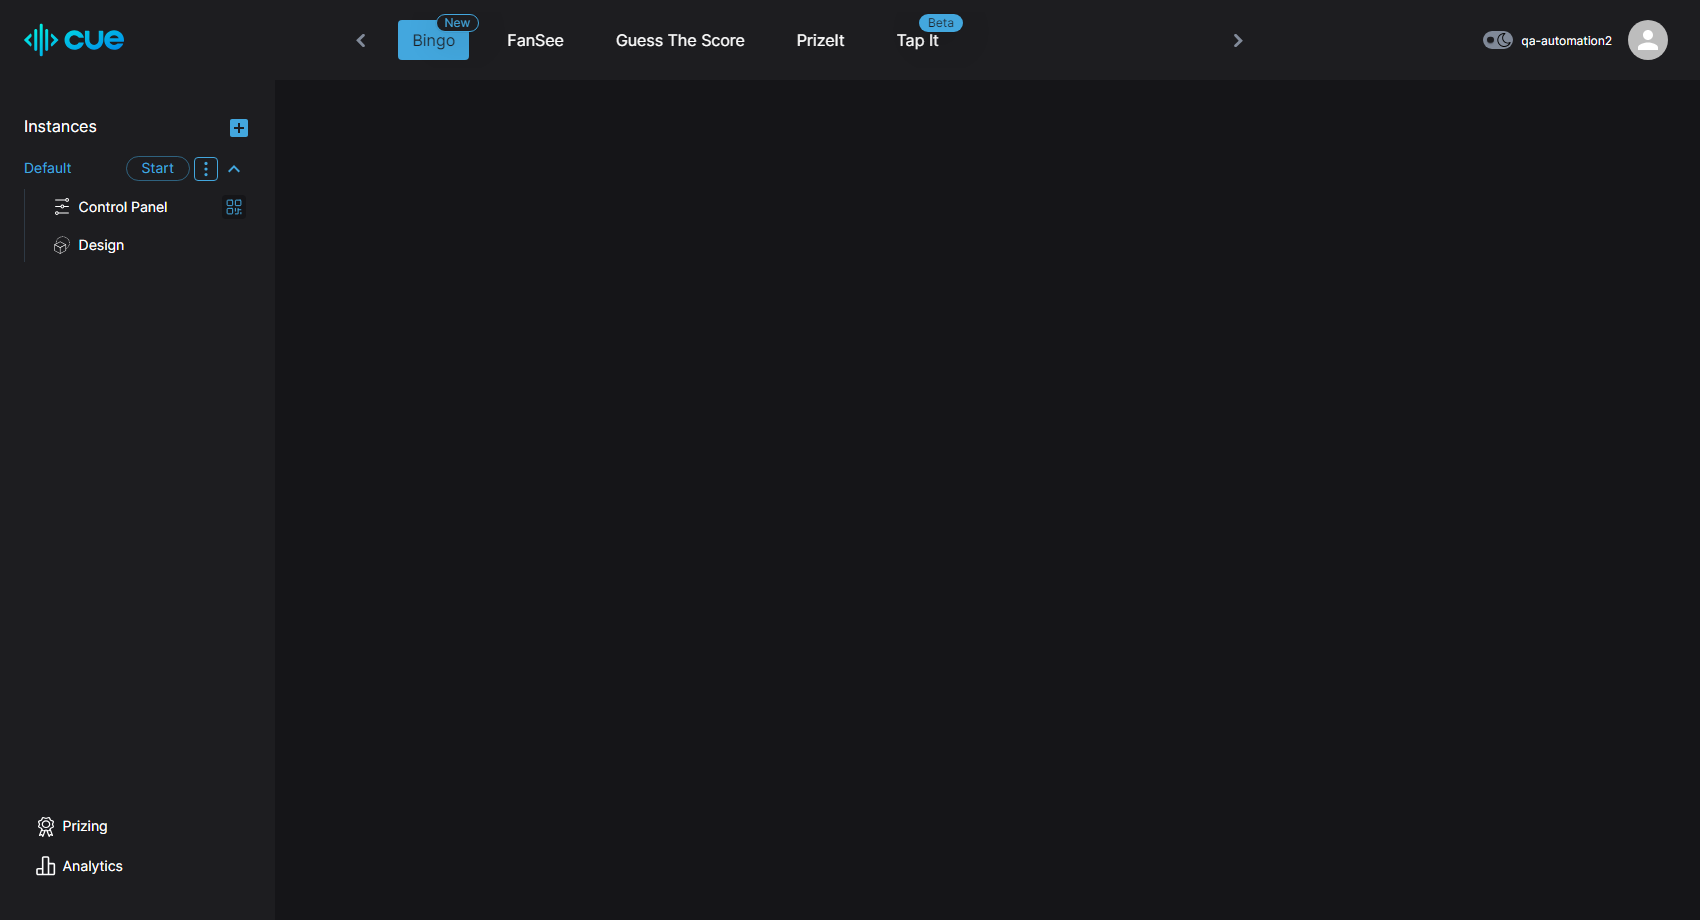 cue
Bingo
New
FanSee
Guess The Score
PrizeIt
Tap It
Beta
qa-automation2
Instances
Default
Start
Control Panel
Design
Prizing
Analytics